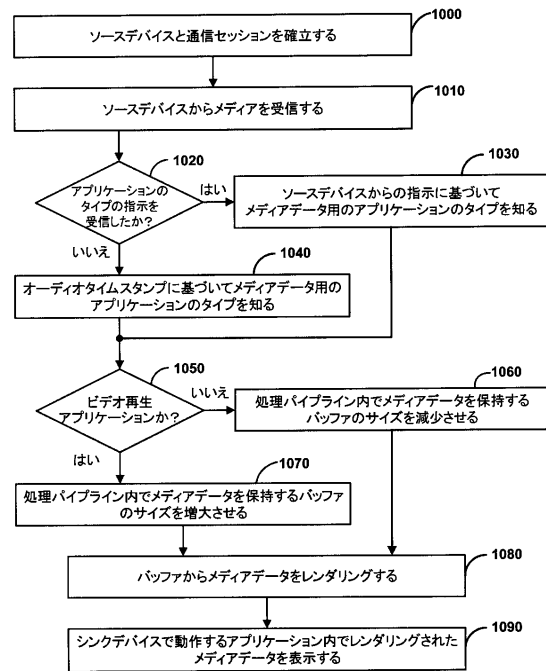 1000
ソースデバイスと通信セッションを確立する
1010
ソースデバイスからメディアを受信する
1020
アプリケーションの
タイプの指示を
受信したか?
はい
いいえ
1030
ソースデバイスからの指示に基づいて
メディアデータ用のアプリケーションのタイプを知る
1040
オーディオタイムスタンプに基づいてメディアデータ用の
アプリケーションのタイプを知る
1050
ビデオ再生
アプリケーションか?
いいえ
はい
1060
処理パイプライン内でメディアデータを保持する
バッファのサイズを減少させる
1070
処理パイプライン内でメディアデータを保持するバッファ
のサイズを増大させる
1080
バッファからメディアデータをレンダリングする
1090
シンクデバイスで動作するアプリケーション内でレンダリングされた
メディアデータを表示する